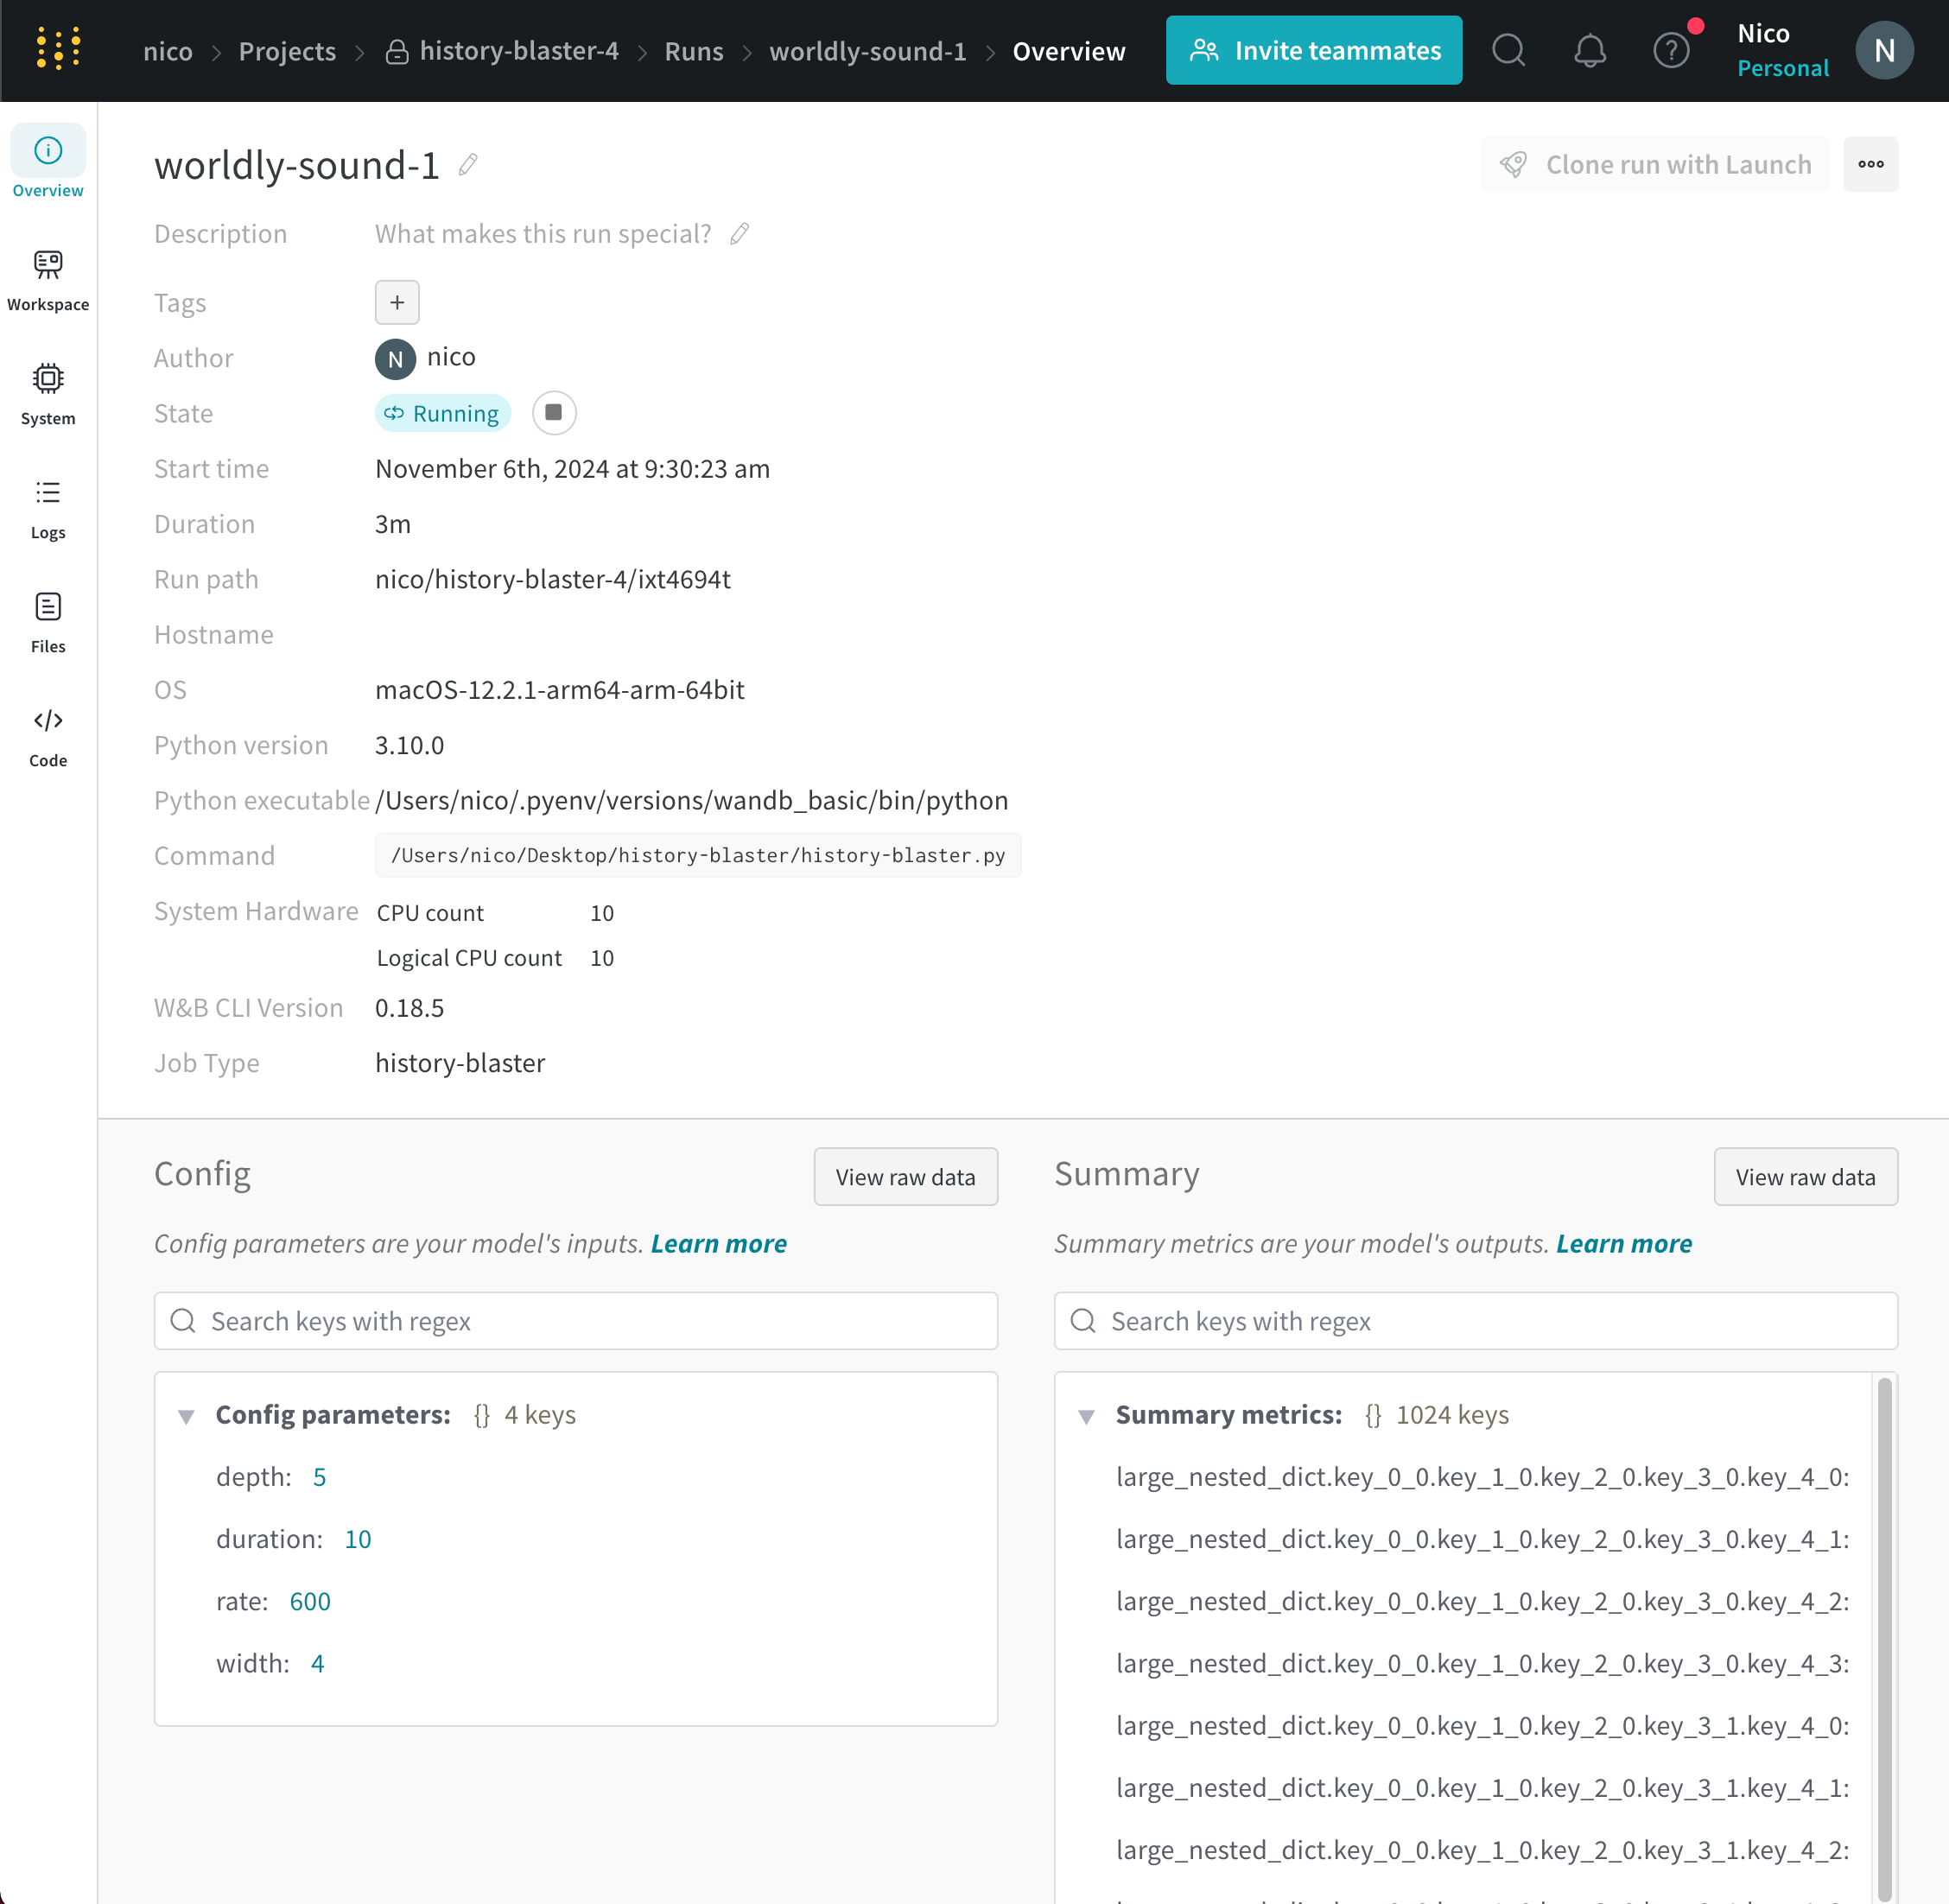 nico > Projects > history-blaster-4 > Runs > worldly-sound-1 > Overview
Invite teammates
Nico
Personal
N
Overview
Workspace
System
Logs
Files
Code
worldly-sound-1
Clone run with Launch
Description What makes this run special?
Tags +
Author N nico
State Running
Start time November 6th, 2024 at 9:30:23 am
Duration 3m
Run path nico/history-blaster-4/ixt4694t
Hostname
OS macOS-12.2.1-arm64-arm-64bit
Python version 3.10.0
Python executable /Users/nico/.pyenv/versions/wandb_basic/bin/python
Command /Users/nico/Desktop/history-blaster/history-blaster.py
System Hardware CPU count 10
Logical CPU count 10
W&B CLI Version 0.18.5
Job Type history-blaster
Config
View raw data
Config parameters are your model's inputs. Learn more
Search keys with regex
Config parameters: {} 4 keys
depth: 5
duration: 10
rate: 600
width: 4
Summary
View raw data
Summary metrics are your model's outputs. Learn more
Search keys with regex
Summary metrics: {} 1024 keys
large_nested_dict.key_0_0.key_1_0.key_2_0.key_3_0.key_4_0:
large_nested_dict.key_0_0.key_1_0.key_2_0.key_3_0.key_4_1:
large_nested_dict.key_0_0.key_1_0.key_2_0.key_3_0.key_4_2:
large_nested_dict.key_0_0.key_1_0.key_2_0.key_3_0.key_4_3:
large_nested_dict.key_0_0.key_1_0.key_2_0.key_3_1.key_4_0:
large_nested_dict.key_0_0.key_1_0.key_2_0.key_3_1.key_4_1:
large_nested_dict.key_0_0.key_1_0.key_2_0.key_3_1.key_4_2: